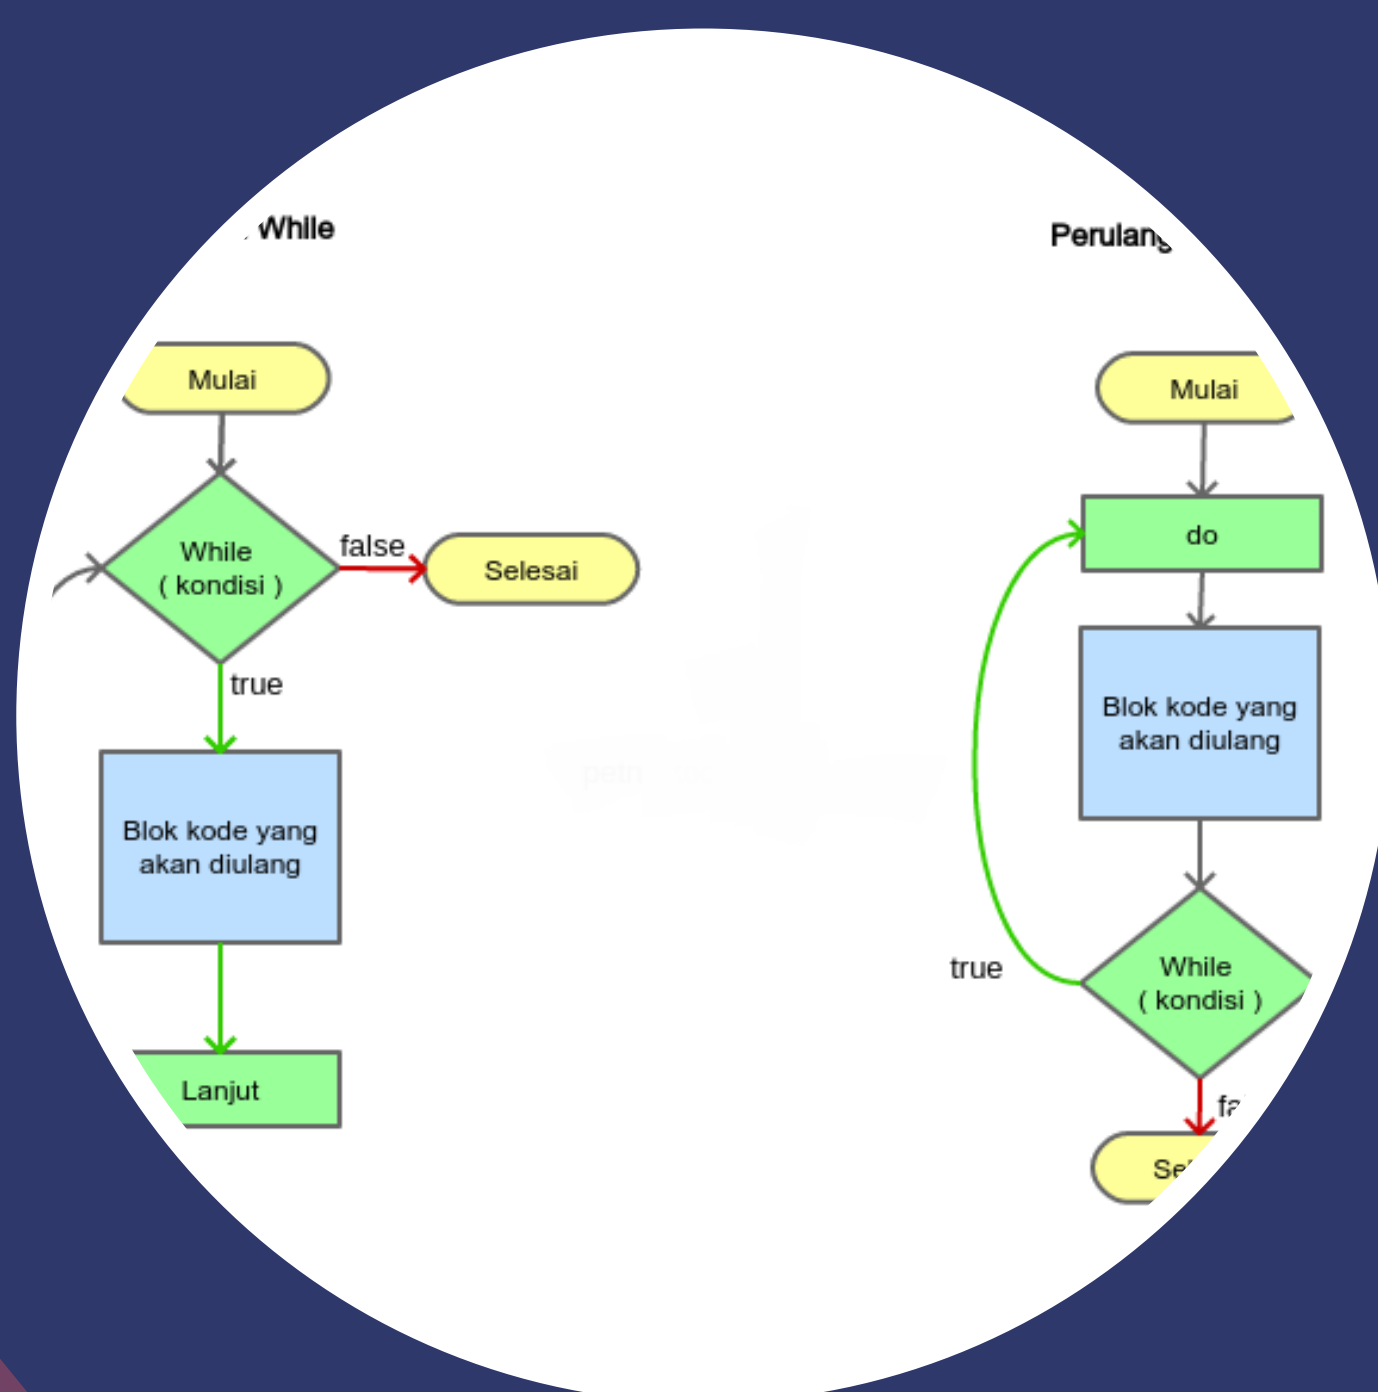 While
Mulai
While
( kondisi )
false
Selesai
true
Blok kode yang
akan diulang
Lanjut
Mulai
do
Blok kode yang
akan diulang
true
While
( kondisi )